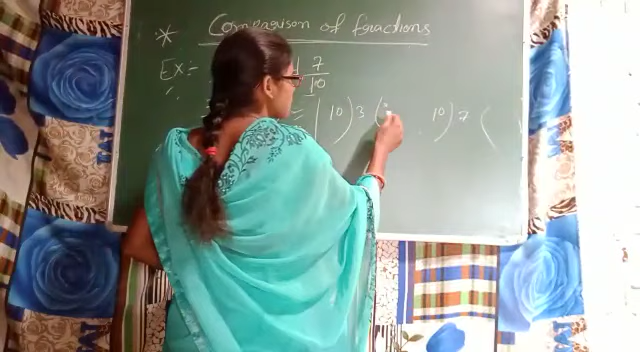 * Comparison of fractions
Ex:- 7
10
= 10)3( 10)7(